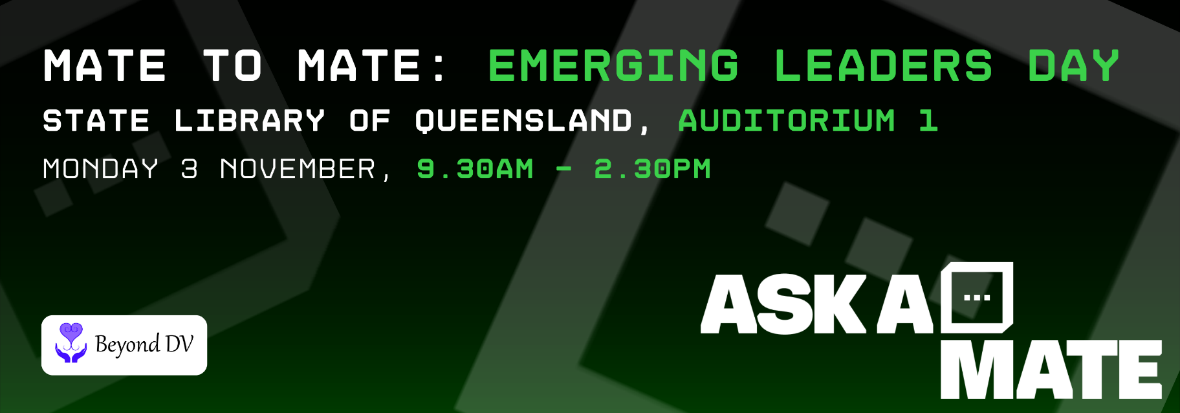 MATE TO MATE: EMERGING LEADERS DAY
STATE LIBRARY OF QUEENSLAND, AUDITORIUM 1
MONDAY 3 NOVEMBER, 9.30AM - 2.30PM
ASK A
MATE
Beyond DV